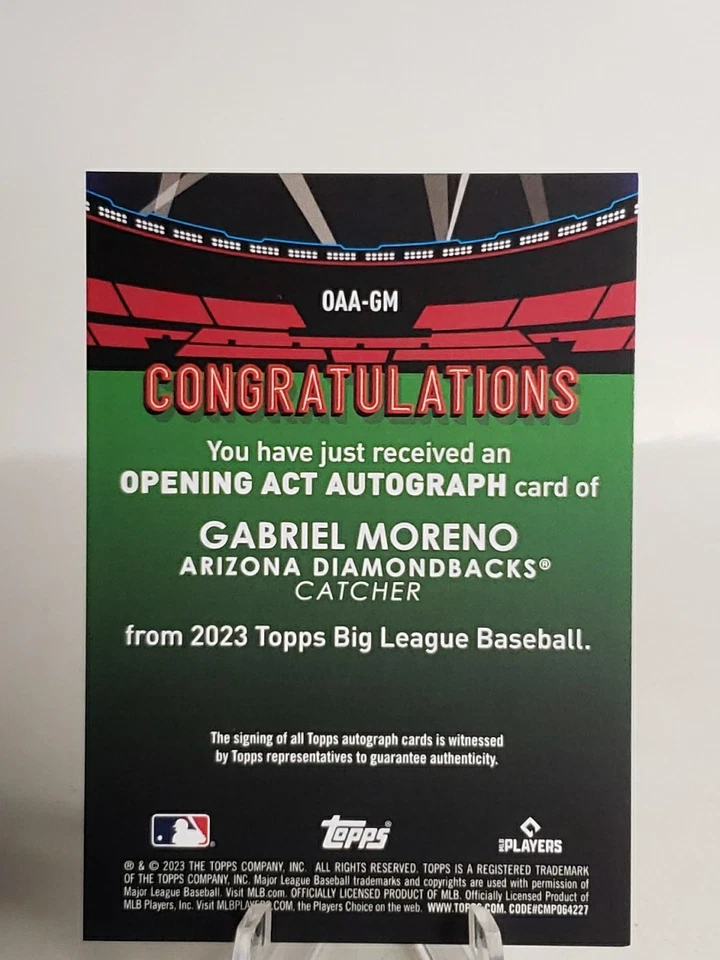 OAA-GM
CONGRATULATIONS
You have just received an
OPENING ACT AUTOGRAPH card of
GABRIEL MORENO
ARIZONA DIAMONDBACKS®
CATCHER
from 2023 Topps Big League Baseball.
The signing of all Topps autograph cards is witnessed
by Topps representatives to guarantee authenticity.
topps®
MLB PLAYERS
® & © 2023 THE TOPPS COMPANY, INC. ALL RIGHTS RESERVED. TOPPS IS A REGISTERED TRADEMARK
OF THE TOPPS COMPANY, INC. Major League Baseball trademarks and copyrights are used with permission of
Major League Baseball. Visit MLB.com. OFFICIALLY LICENSED PRODUCT OF MLB. Officially Licensed Product of
MLB Players, Inc. Visit MLBPLAYERS.COM, the Players Choice on the web. WWW.TOPPS.COM. CODE#CMP064227